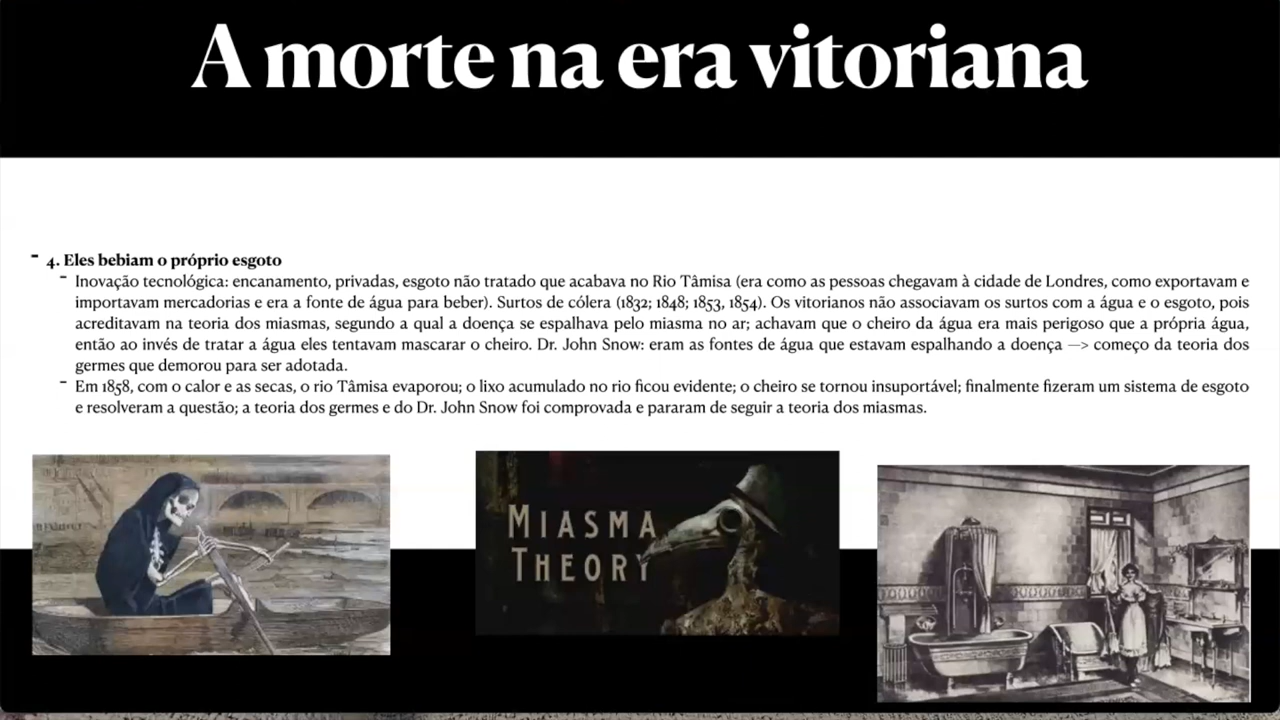 A morte na era vitoriana
- 4. Eles bebiam o próprio esgoto
- Inovação tecnológica: encanamento, privadas, esgoto não tratado que acabava no Rio Tâmisa (era como as pessoas chegavam à cidade de Londres, como exportavam e
importavam mercadorias e era a fonte de água para beber). Surtos de cólera (1832; 1848; 1853, 1854). Os vitorianos não associavam os surtos com a água e o esgoto, pois
acreditavam na teoria dos miasmas, segundo a qual a doença se espalhava pelo miasma no ar; achavam que o cheiro da água era mais perigoso que a própria água,
então ao invés de tratar a água eles tentavam mascarar o cheiro. Dr. John Snow: eram as fontes de água que estavam espalhando a doença —> começo da teoria dos
germes que demorou para ser adotada.
- Em 1858, com o calor e as secas, o rio Tâmisa evaporou; o lixo acumulado no rio ficou evidente; o cheiro se tornou insuportável; finalmente fizeram um sistema de esgoto
e resolveram a questão; a teoria dos germes e do Dr. John Snow foi comprovada e pararam de seguir a teoria dos miasmas.
MIASMA
THEORY